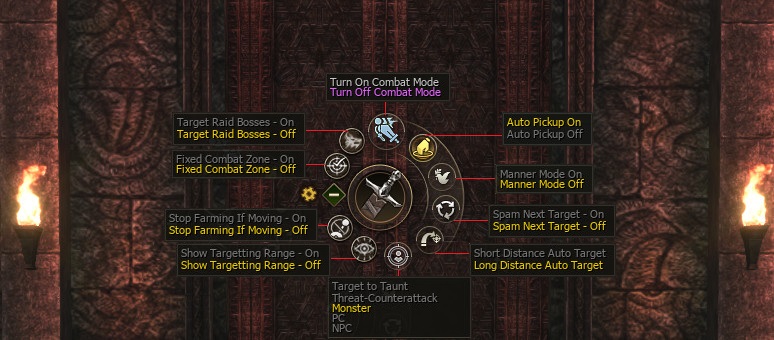 Turn On Combat Mode
Turn Off Combat Mode
Target Raid Bosses - On
Target Raid Bosses - Off
Auto Pickup On
Auto Pickup Off
Fixed Combat Zone - On
Fixed Combat Zone - Off
Manner Mode On
Manner Mode Off
Stop Farming If Moving - On
Stop Farming If Moving - Off
Spam Next Target - On
Spam Next Target - Off
Show Targetting Range - On
Show Targetting Range - Off
Short Distance Auto Target
Long Distance Auto Target
Target to Taunt
Threat-Counterattack
Monster
PC
NPC